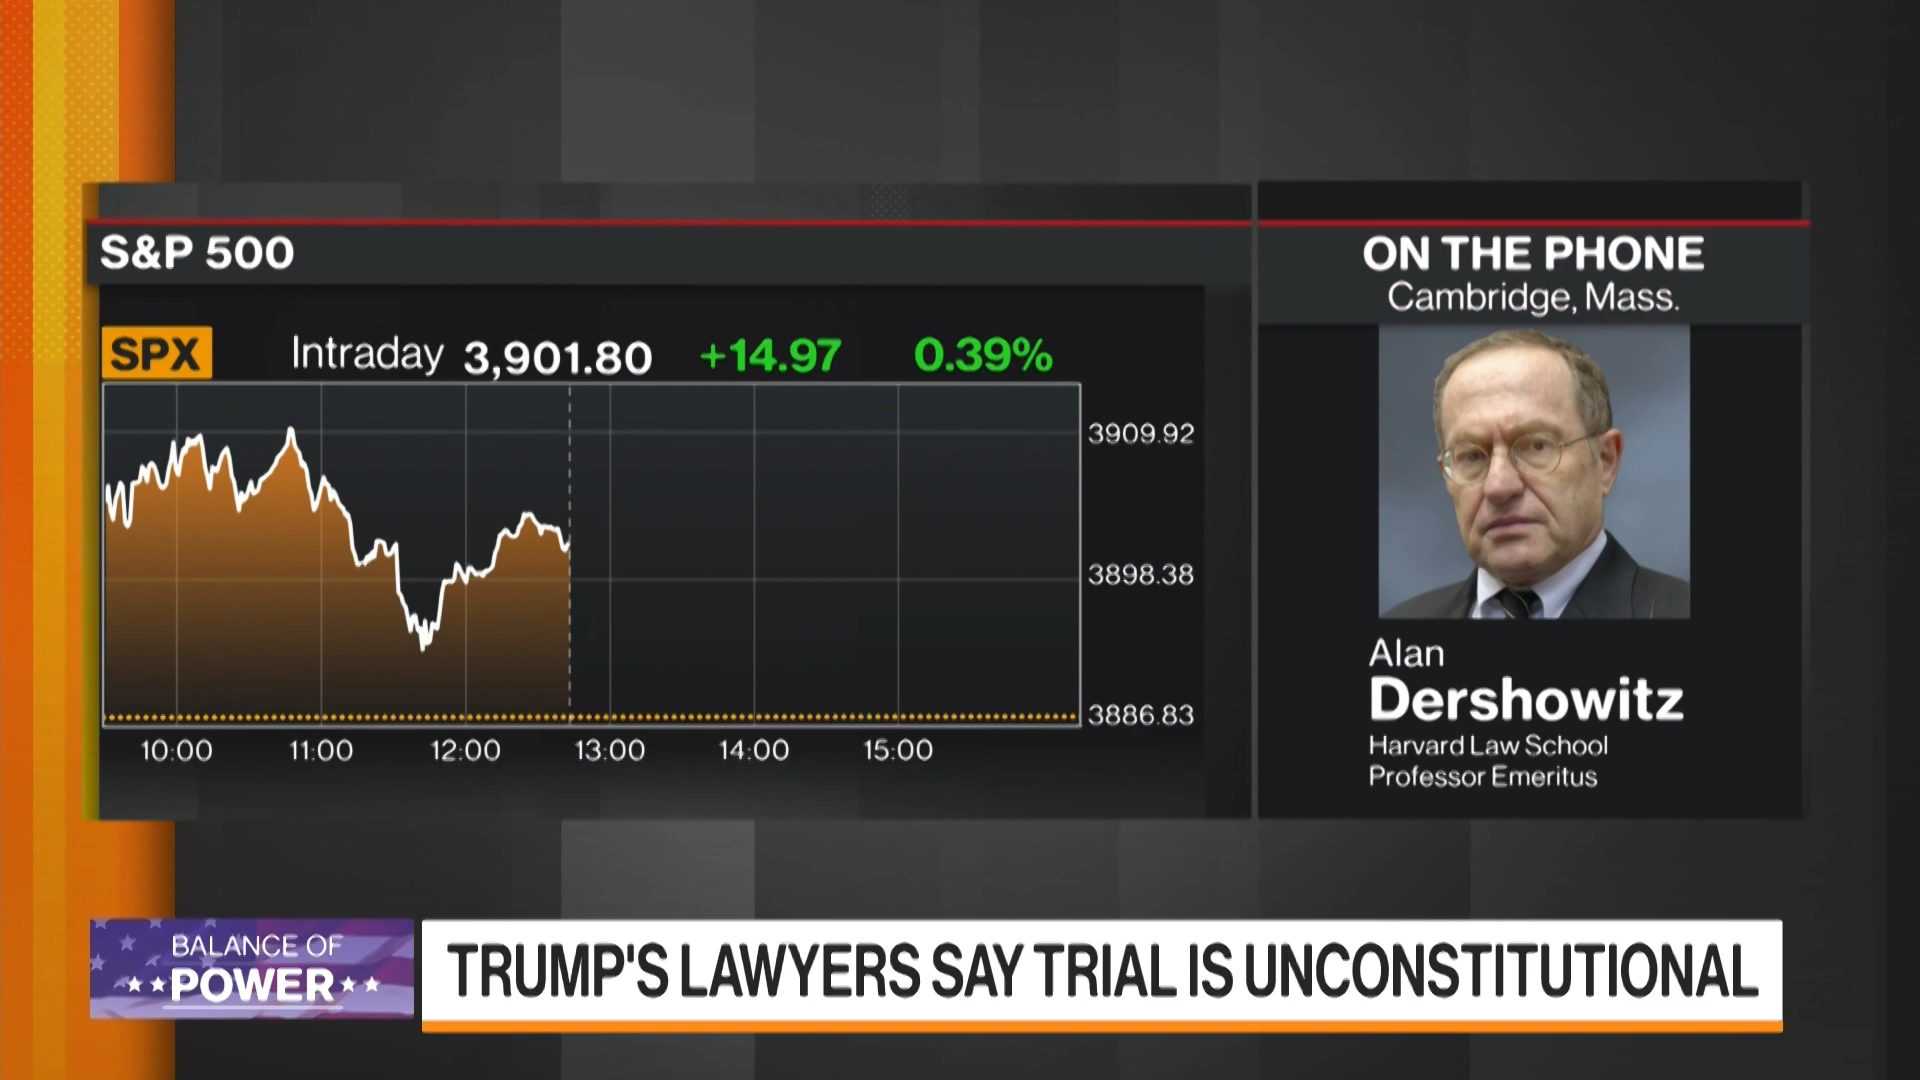 S&P 500
SPX Intraday 3,901.80 +14.97 0.39%
3909.92
3898.38
3886.83
10:00 11:00 12:00 13:00 14:00 15:00
ON THE PHONE
Cambridge, Mass.
Alan
Dershowitz
Harvard Law School
Professor Emeritus
BALANCE OF
POWER
TRUMP'S LAWYERS SAY TRIAL IS UNCONSTITUTIONAL